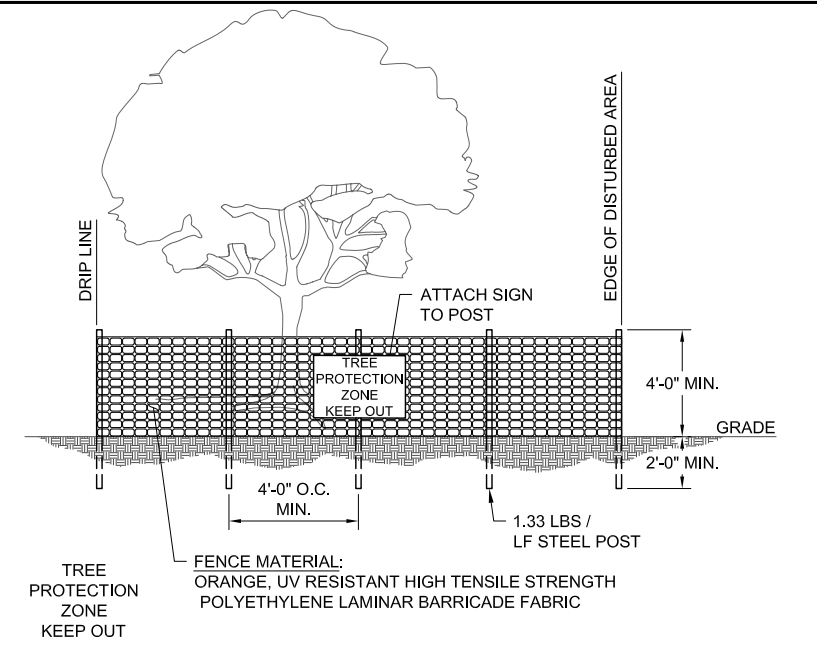 DRIP LINE
EDGE OF DISTURBED AREA
ATTACH SIGN
TO POST
TREE
PROTECTION
ZONE
KEEP OUT
4'-0" MIN.
GRADE
2'-0" MIN.
4'-0" O.C.
MIN.
1.33 LBS /
LF STEEL POST
FENCE MATERIAL:
ORANGE, UV RESISTANT HIGH TENSILE STRENGTH
POLYETHYLENE LAMINAR BARRICADE FABRIC
TREE
PROTECTION
ZONE
KEEP OUT